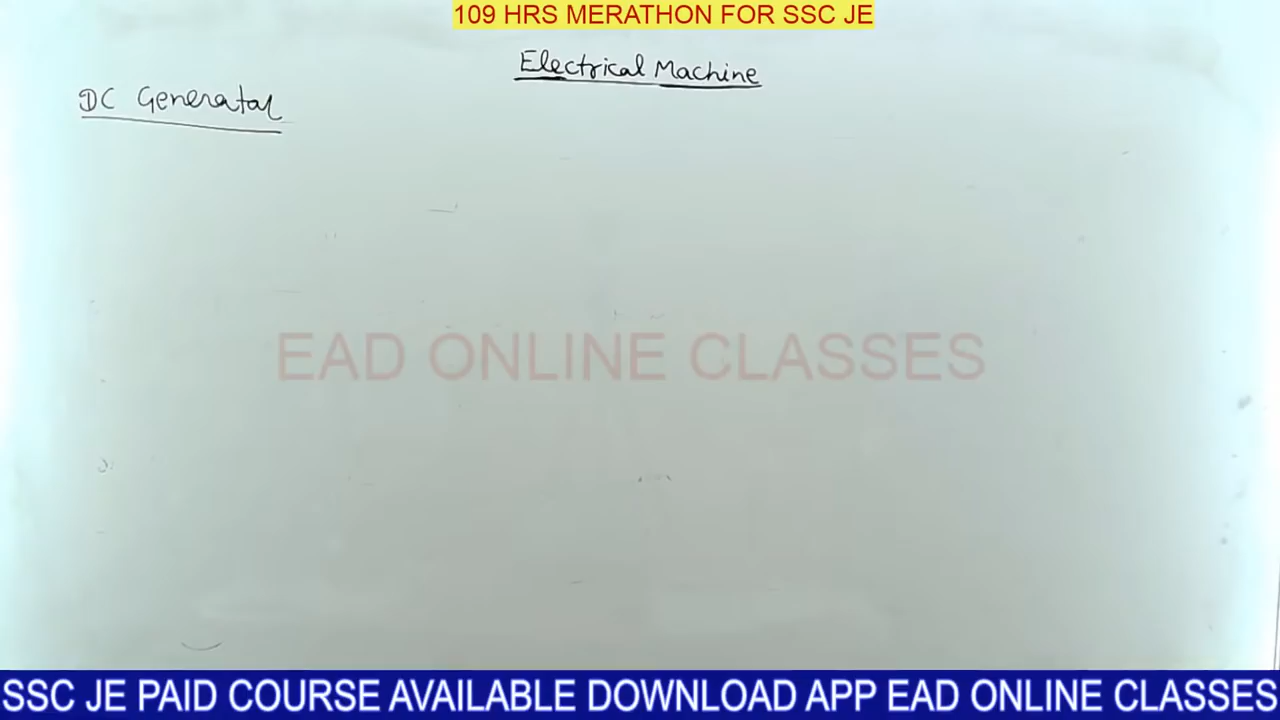 109 HRS MERATHON FOR SSC JE
Electrical Machine
DC Generator
EAD ONLINE CLASSES
SSC JE PAID COURSE AVAILABLE DOWNLOAD APP EAD ONLINE CLASSES